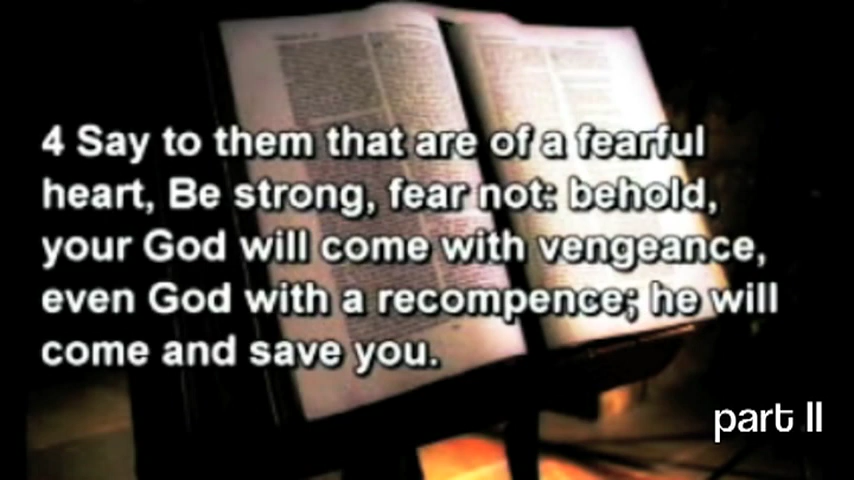 4 Say to them that are of a fearful
heart, Be strong, fear not: behold,
your God will come with vengeance,
even God with a recompence; he will
come and save you.
part II